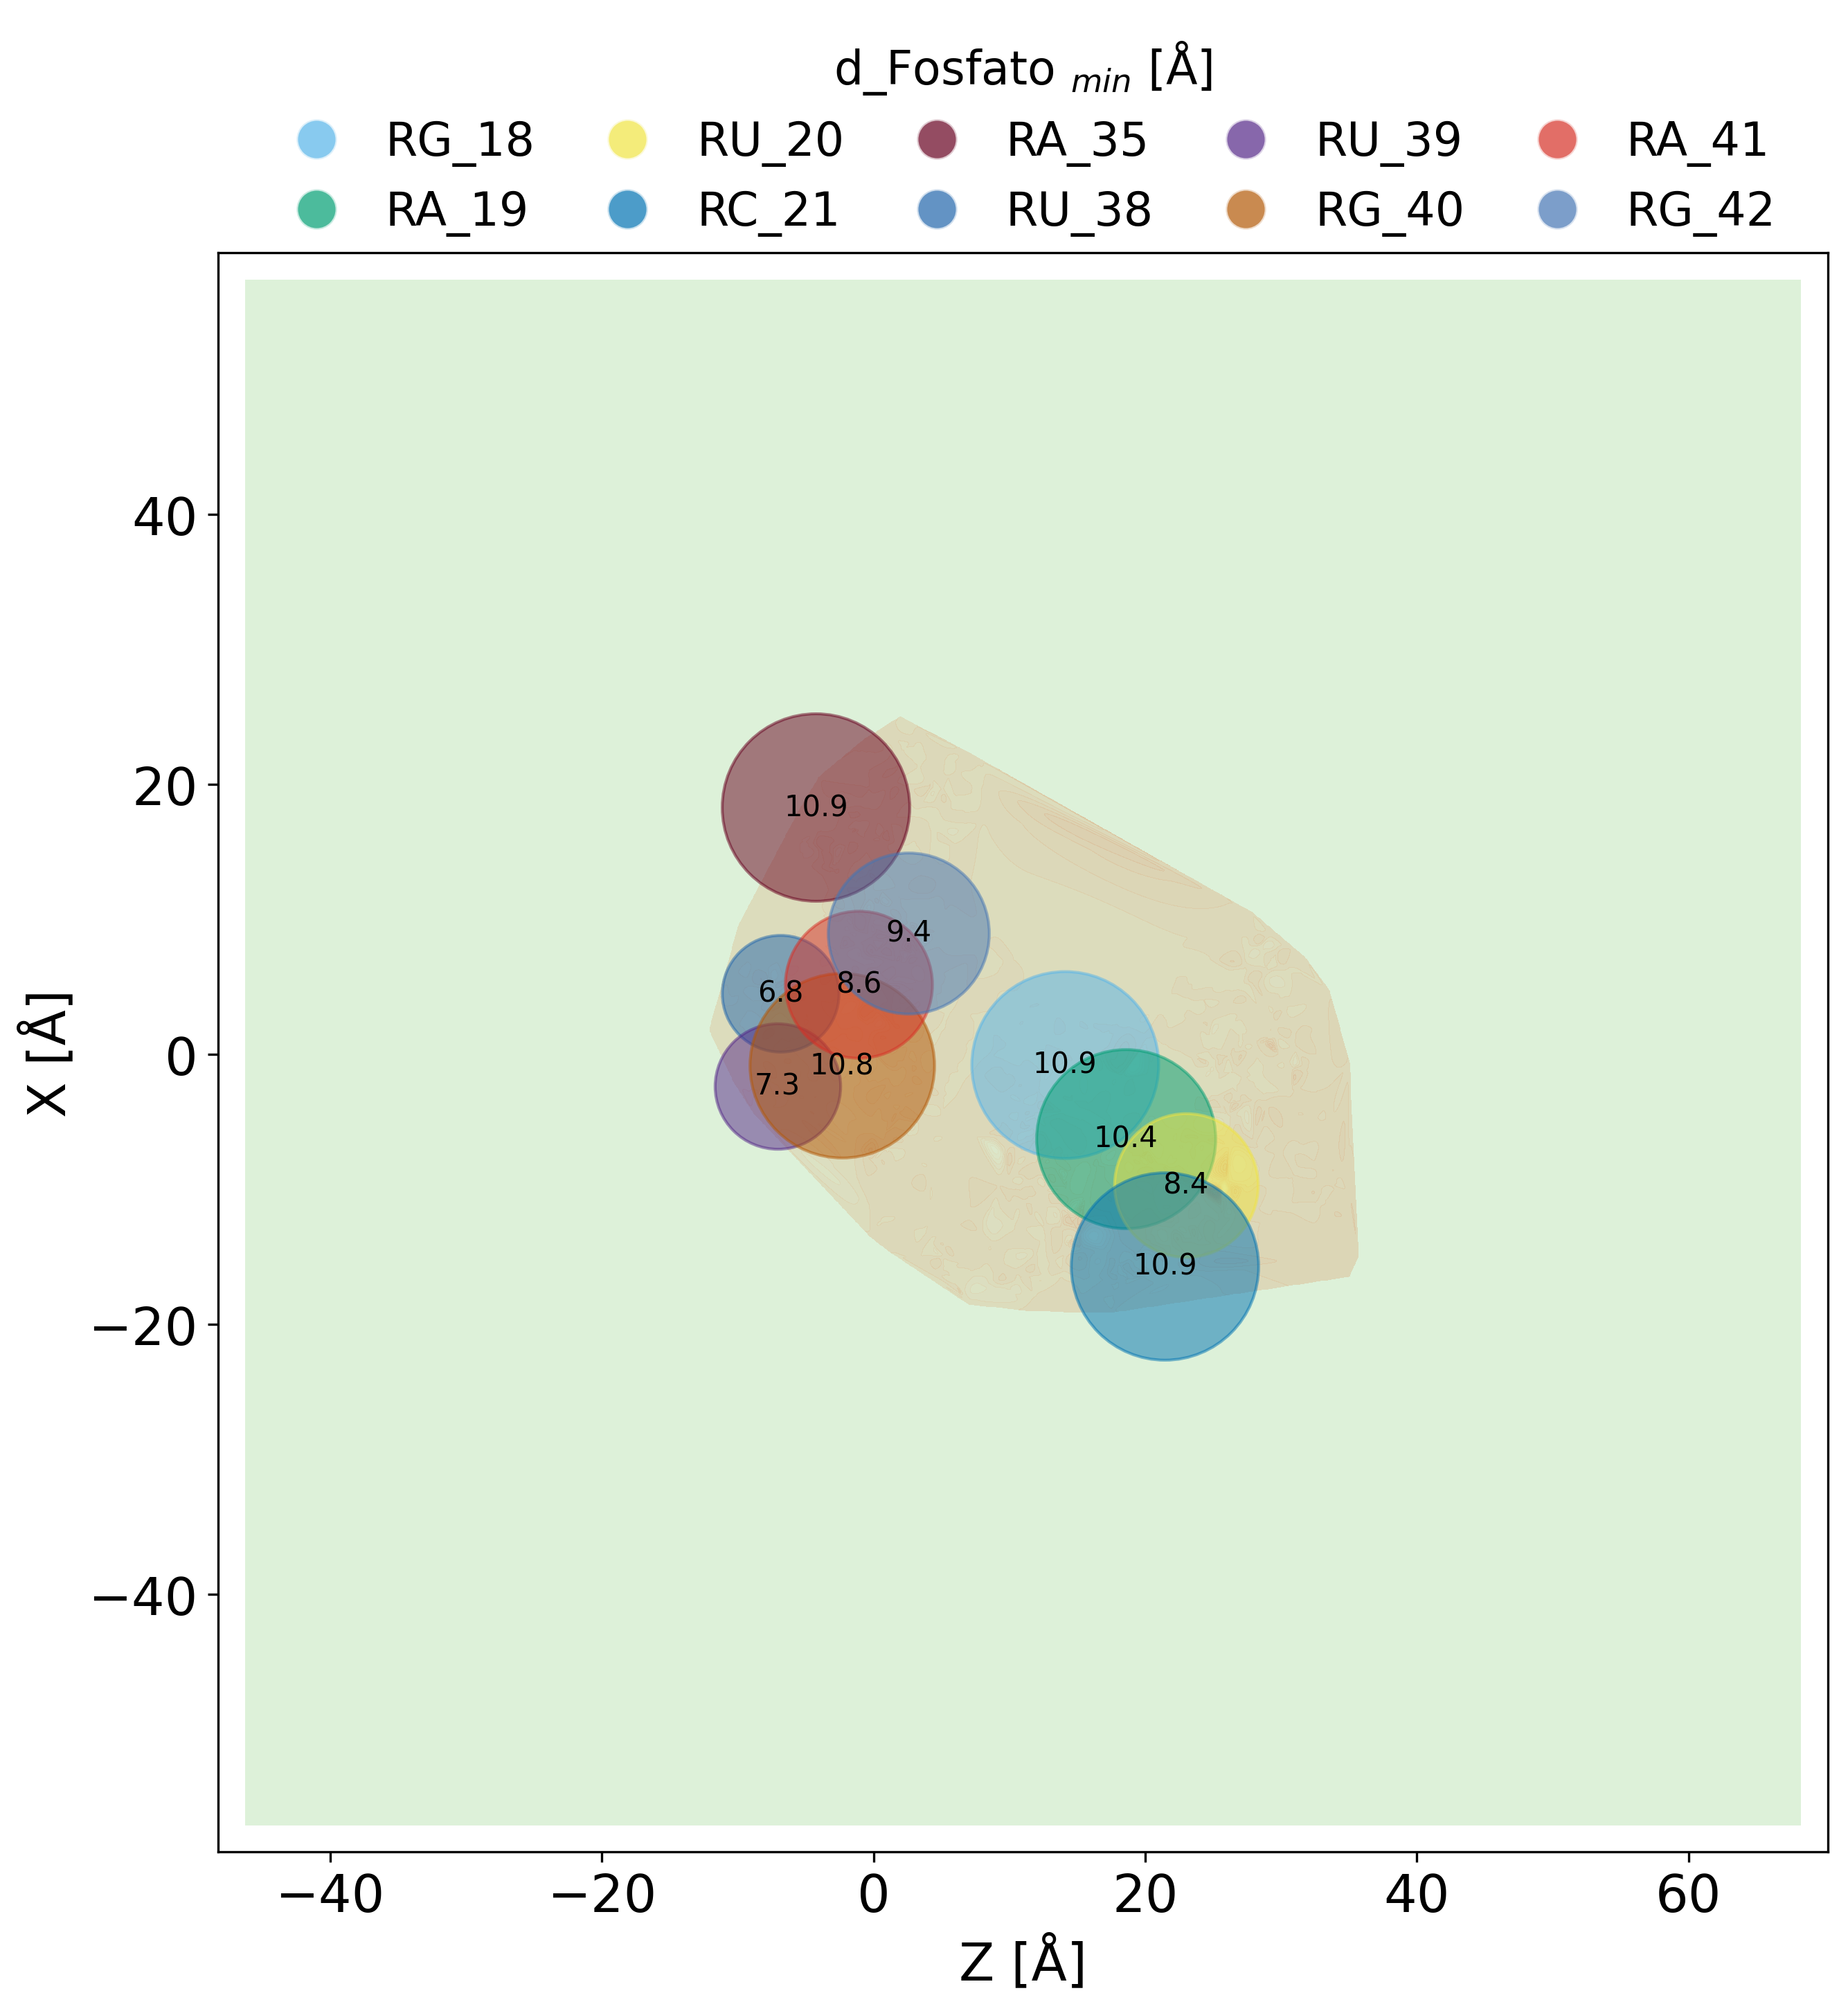 d_Fosfato min [Å]
RG_18 RU_20 RA_35 RU_39 RA_41
RA_19 RC_21 RU_38 RG_40 RG_42
40
20
0
−20
−40
X [Å]
10.9
9.4
6.8 8.6
10.8 10.9
7.3
10.4
8.4
10.9
−40 −20 0 20 40 60
Z [Å]